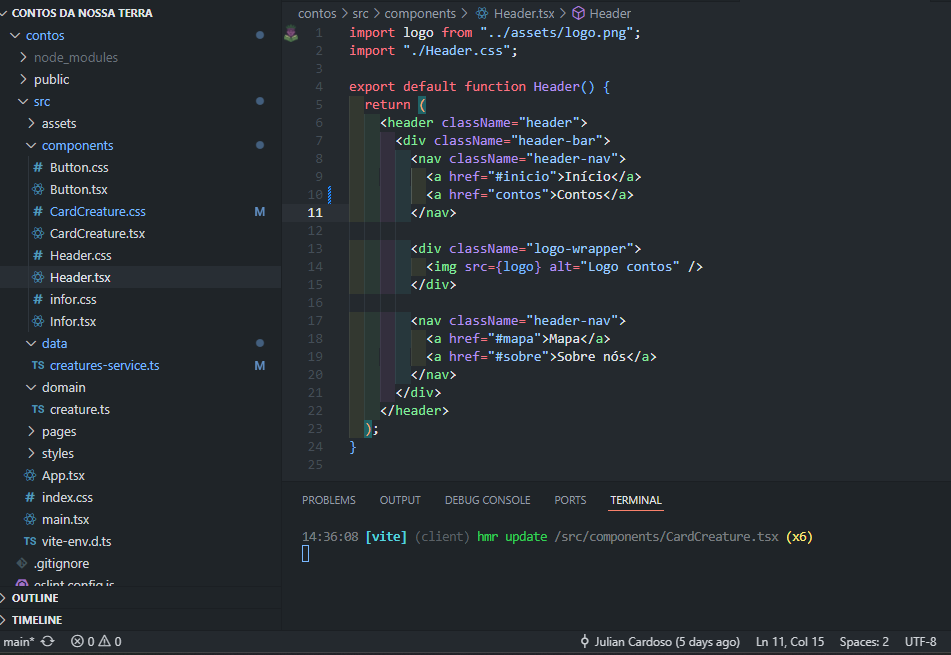 CONTOS DA NOSSA TERRA
contos
node_modules
public
src
assets
components
# Button.css
Button.tsx
# CardCreature.css M
CardCreature.tsx
# Header.css
Header.tsx
# infor.css
Infor.tsx
data
TS creatures-service.ts M
domain
TS creature.ts
pages
styles
App.tsx
# index.css
main.tsx
TS vite-env.d.ts
.gitignore
eslint.config.js
OUTLINE
TIMELINE
contos > src > components > Header.tsx > Header
1 import logo from "../assets/logo.png";
2 import "./Header.css";
3
4 export default function Header() {
5 return (
6 <header className="header">
7 <div className="header-bar">
8 <nav className="header-nav">
9 <a href="#inicio">Início</a>
10 <a href="contos">Contos</a>
11 </nav>
12
13 <div className="logo-wrapper">
14 <img src={logo} alt="Logo contos" />
15 </div>
16
17 <nav className="header-nav">
18 <a href="#mapa">Mapa</a>
19 <a href="#sobre">Sobre nós</a>
20 </nav>
21 </div>
22 </header>
23 );
24 }
25
PROBLEMS OUTPUT DEBUG CONSOLE PORTS TERMINAL
14:36:08 [vite] (client) hmr update /src/components/CardCreature.tsx (x6)
main* 0 0 Julian Cardoso (5 days ago) Ln 11, Col 15 Spaces: 2 UTF-8